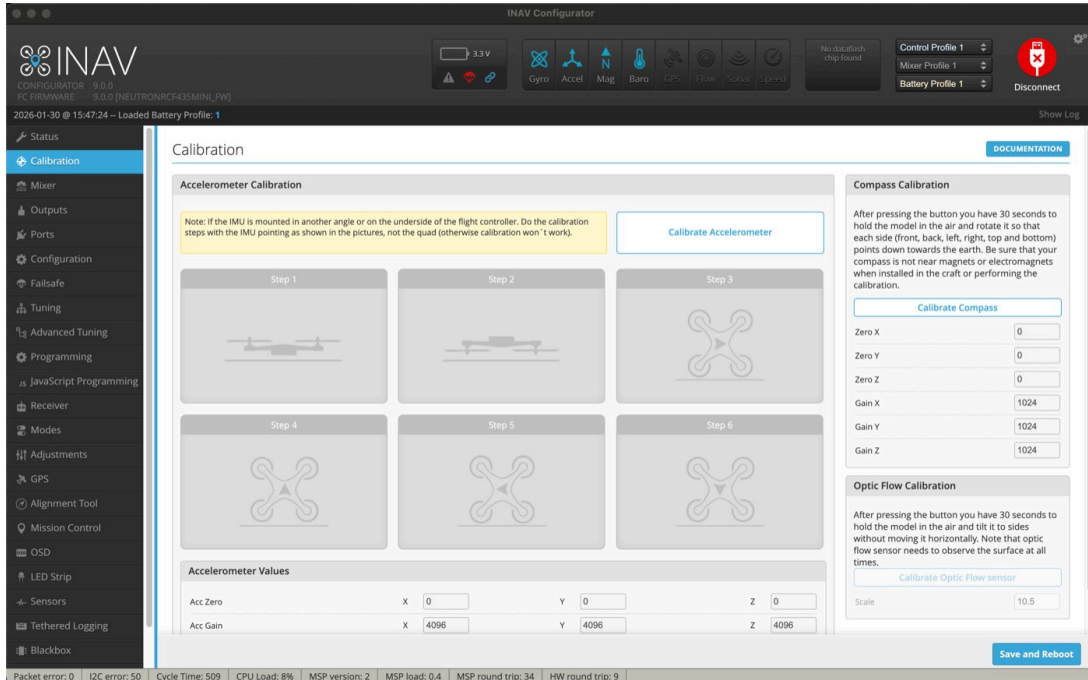 INAV Configurator
INAV
CONFIGURATOR 9.0.0
FC FIRMWARE 9.0.0 [NEUTRONRCF435MINI_FW]
3.3 V
Gyro Accel Mag Baro GPS Flow Sonar Speed
No dataflash
chip found
Control Profile 1
Mixer Profile 1
Battery Profile 1
Disconnect
2026-01-30 @ 15:47:24 -- Loaded Battery Profile: 1
Show Log
Status
Calibration
Mixer
Outputs
Ports
Configuration
Failsafe
Tuning
Advanced Tuning
Programming
JS JavaScript Programming
Receiver
Modes
Adjustments
GPS
Alignment Tool
Mission Control
OSD
LED Strip
Sensors
Tethered Logging
Blackbox
Calibration
DOCUMENTATION
Accelerometer Calibration
Note: If the IMU is mounted in another angle or on the underside of the flight controller. Do the calibration
steps with the IMU pointing as shown in the pictures, not the quad (otherwise calibration won´t work).
Calibrate Accelerometer
Step 1
Step 2
Step 3
Step 4
Step 5
Step 6
Accelerometer Values
Acc Zero X 0 Y 0 Z 0
Acc Gain X 4096 Y 4096 Z 4096
Compass Calibration
After pressing the button you have 30 seconds to
hold the model in the air and rotate it so that
each side (front, back, left, right, top and bottom)
points down towards the earth. Be sure that your
compass is not near magnets or electromagnets
when installed in the craft or performing the
calibration.
Calibrate Compass
Zero X 0
Zero Y 0
Zero Z 0
Gain X 1024
Gain Y 1024
Gain Z 1024
Optic Flow Calibration
After pressing the button you have 30 seconds to
hold the model in the air and tilt it to sides
without moving it horizontally. Note that optic
flow sensor needs to observe the surface at all
times.
Calibrate Optic Flow sensor
Scale 10.5
Save and Reboot
Packet error: 0 I2C error: 50 Cycle Time: 509 CPU Load: 8% MSP version: 2 MSP load: 0.4 MSP round trip: 34 HW round trip: 9